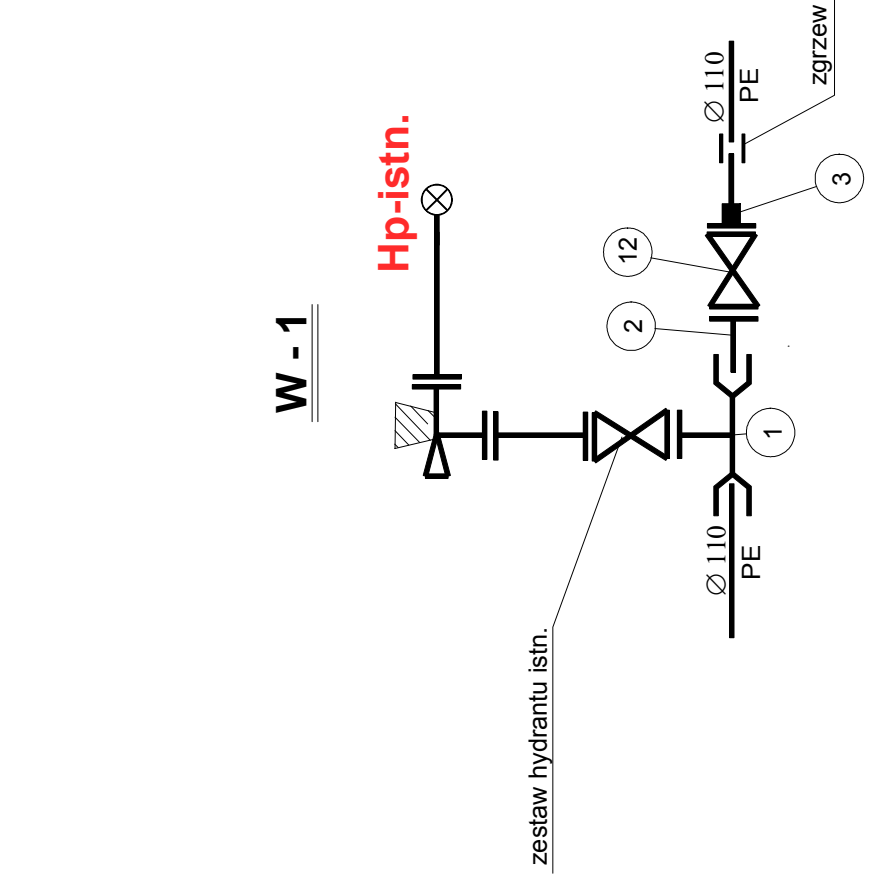 W - 1
Hp-istn.
zestaw hydrantu istn.
Ø 110
PE
1
2
12
3
Ø 110
PE
zgrzew